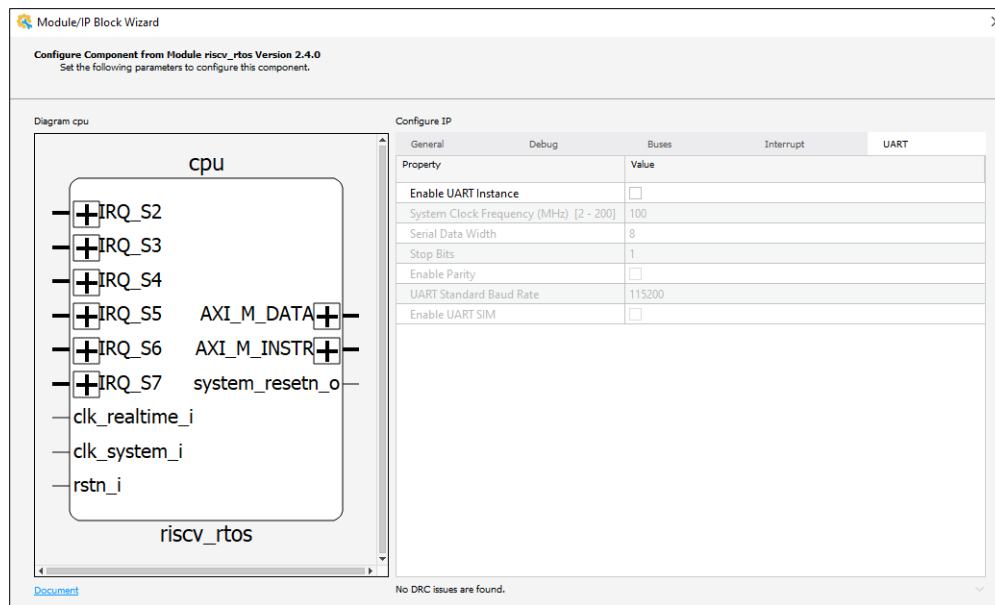 Module/IP Block Wizard
Configure Component from Module riscv_rtos Version 2.4.0
Set the following parameters to configure this component.
Diagram cpu
cpu
IRQ_S2
IRQ_S3
IRQ_S4
IRQ_S5 AXI_M_DATA
IRQ_S6 AXI_M_INSTR
IRQ_S7 system_resetn_o
clk_realtime_i
clk_system_i
rstn_i
riscv_rtos
Document
Configure IP
General Debug Buses Interrupt UART
Property Value
Enable UART Instance
System Clock Frequency (MHz) [2 - 200] 100
Serial Data Width 8
Stop Bits 1
Enable Parity
UART Standard Baud Rate 115200
Enable UART SIM
No DRC issues are found.